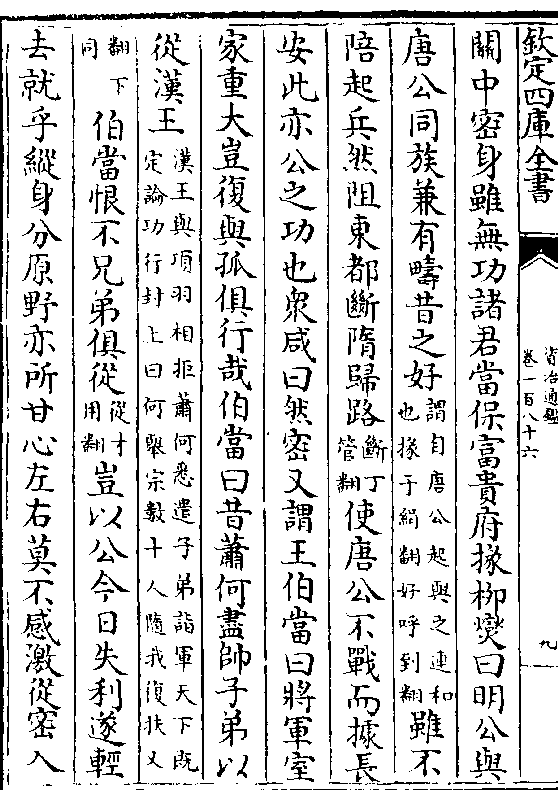 欽定四庫全書
資治通鑑
卷一百八十六
九
關中密身雖無功諸君當保富貴府掾柳爕曰明公與
唐公同族兼有疇昔之好謂自唐公起與之連和也掾于絹翻好呼到翻雖不
陪起兵然阻東都斷隋歸路斷丁管翻使唐公不戰而據長
安此亦公之功也衆咸曰然密又謂王伯當曰將軍室
家重大豈復與孤俱行哉伯當曰昔蕭何盡帥子弟以
從漢王漢王與項羽相拒蕭何悉遣子弟詣軍天下既定論功行封上曰何舉宗數十人隨我復扶又
翻下同伯當恨不兄弟俱從從才用翻豈以公今日失利遂輕
去就乎縱身分原野亦所甘心左右莫不感激從密入